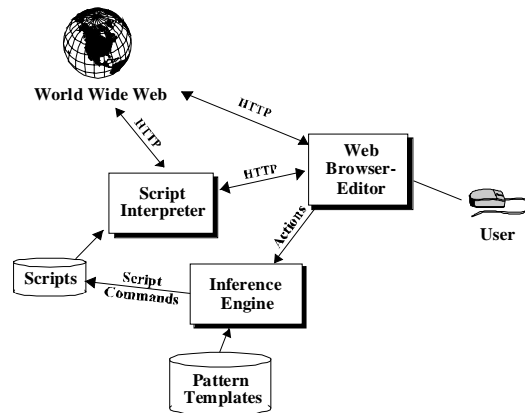 World Wide Web
HTTP
HTTP
Web
Browser-
Editor
HTTP
Script
Interpreter
User
Actions
Scripts
Script
Commands
Inference
Engine
Pattern
Templates